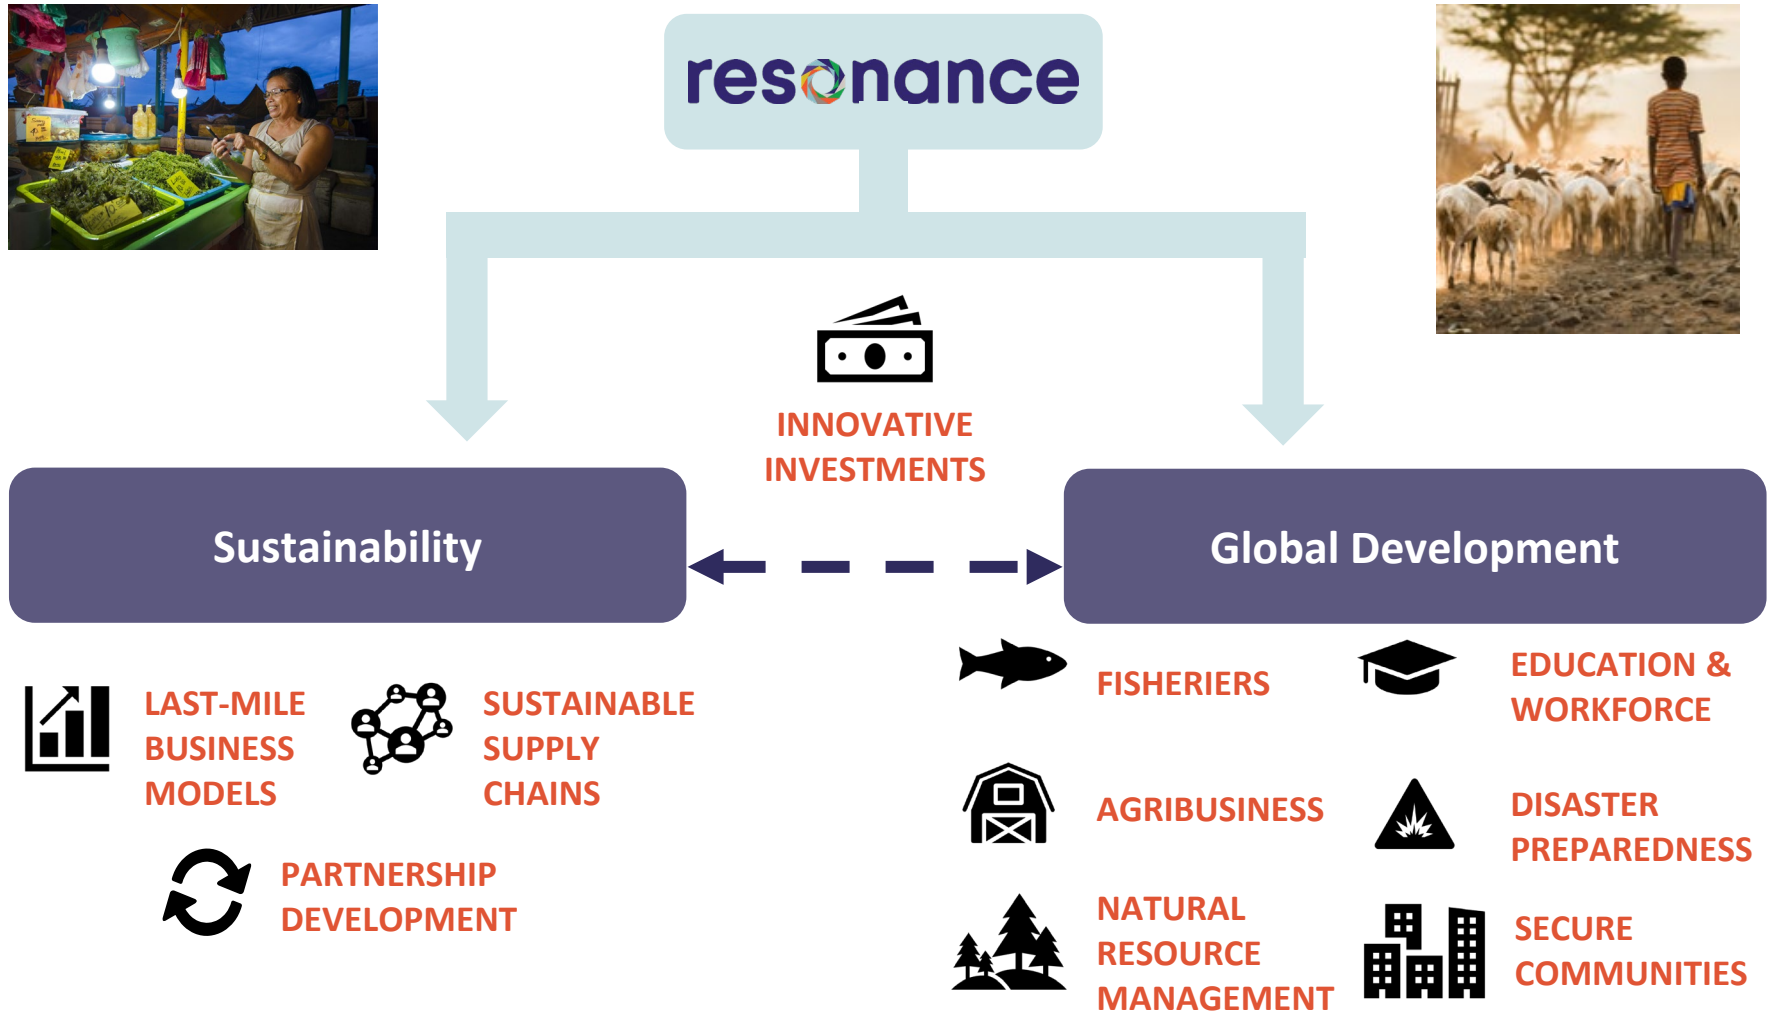 resonance
INNOVATIVE
INVESTMENTS
Sustainability
Global Development
LAST-MILE
BUSINESS
MODELS
SUSTAINABLE
SUPPLY
CHAINS
PARTNERSHIP
DEVELOPMENT
FISHERIERS
EDUCATION &
WORKFORCE
AGRIBUSINESS
DISASTER
PREPAREDNESS
NATURAL
RESOURCE
MANAGEMENT
SECURE
COMMUNITIES